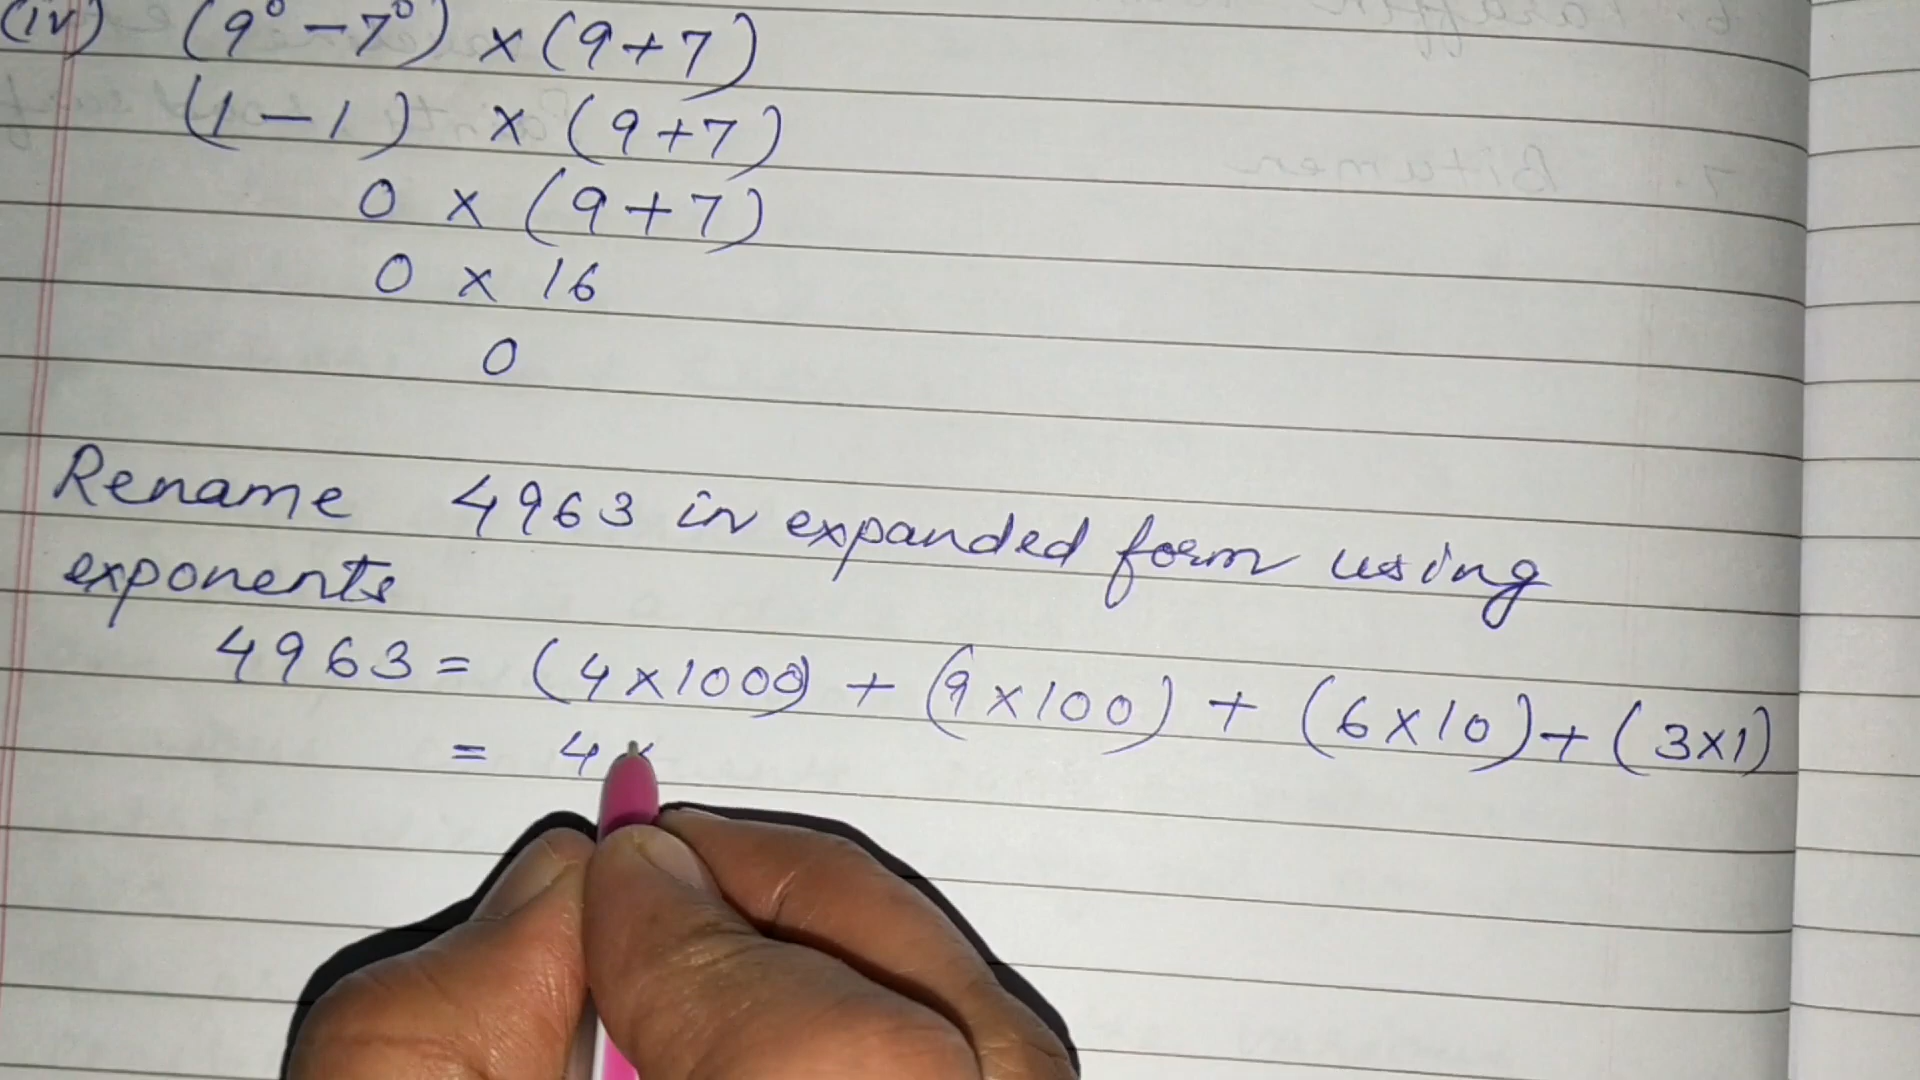 (iv) (9⁰ - 7⁰) × (9+7)
(1 - 1) × (9+7)
0 × (9+7)
0 × 16
0
Rename 4963 in expanded form using
exponents
4963 = (4×1000) + (9×100) + (6×10) + (3×1)
= 4×